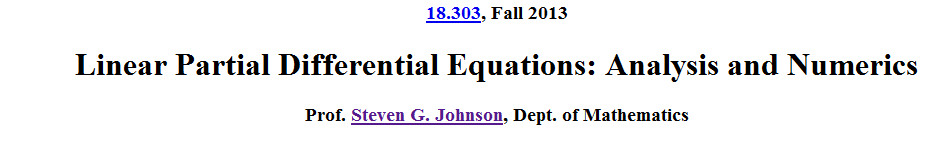 18.303, Fall 2013
Linear Partial Differential Equations: Analysis and Numerics
Prof. Steven G. Johnson, Dept. of Mathematics